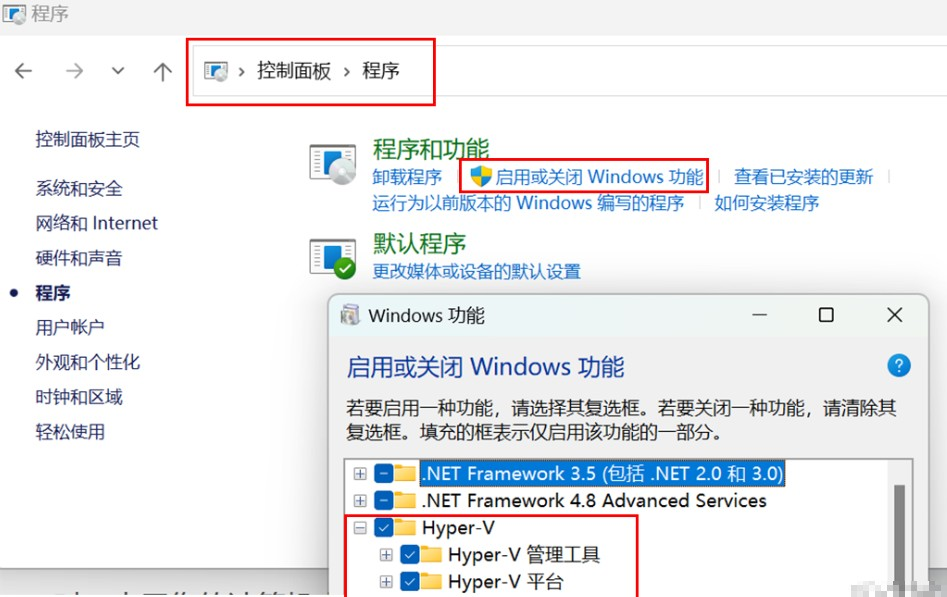 程序
控制面板 > 程序
控制面板主页
系统和安全
网络和 Internet
硬件和声音
程序
用户帐户
外观和个性化
时钟和区域
轻松使用
程序和功能
卸载程序 启用或关闭 Windows 功能 查看已安装的更新
运行为以前版本的 Windows 编写的程序 如何安装程序
默认程序
更改媒体或设备的默认设置
Windows 功能
启用或关闭 Windows 功能
若要启用一种功能，请选择其复选框。若要关闭一种功能，请清除其
复选框。填充的框表示仅启用该功能的一部分。
.NET Framework 3.5 (包括 .NET 2.0 和 3.0)
.NET Framework 4.8 Advanced Services
Hyper-V
Hyper-V 管理工具
Hyper-V 平台